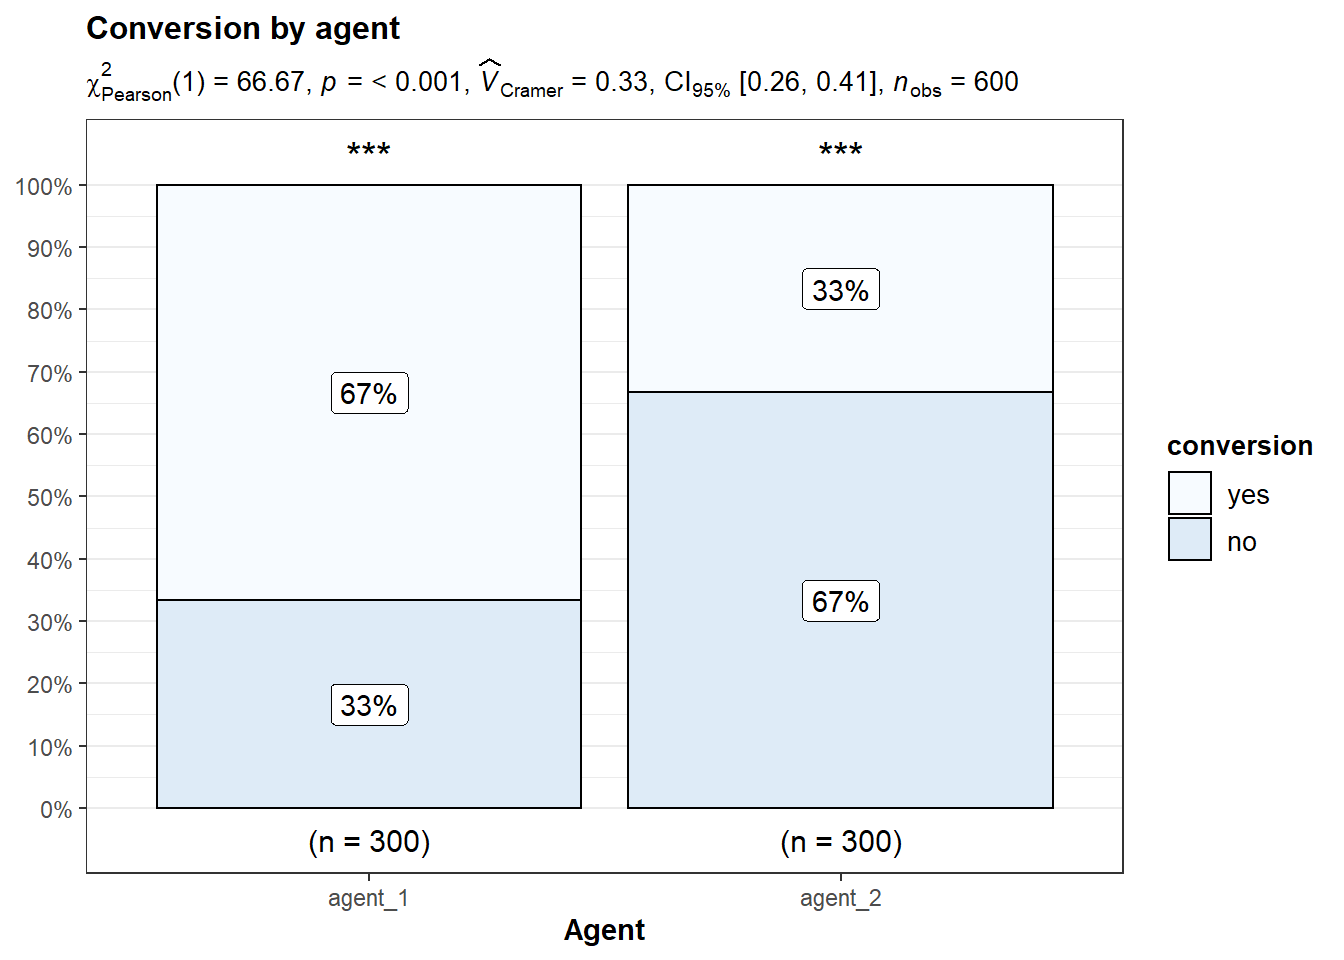 Conversion by agent
χ²Pearson(1) = 66.67, p = < 0.001, V̂Cramer = 0.33, CI95% [0.26, 0.41], nobs = 600
*** ***
100%
90%
33%
80%
70%
67%
60%
50%
conversion
yes
no
40%
67%
30%
20%
33%
10%
0%
(n = 300) (n = 300)
agent_1 agent_2
Agent